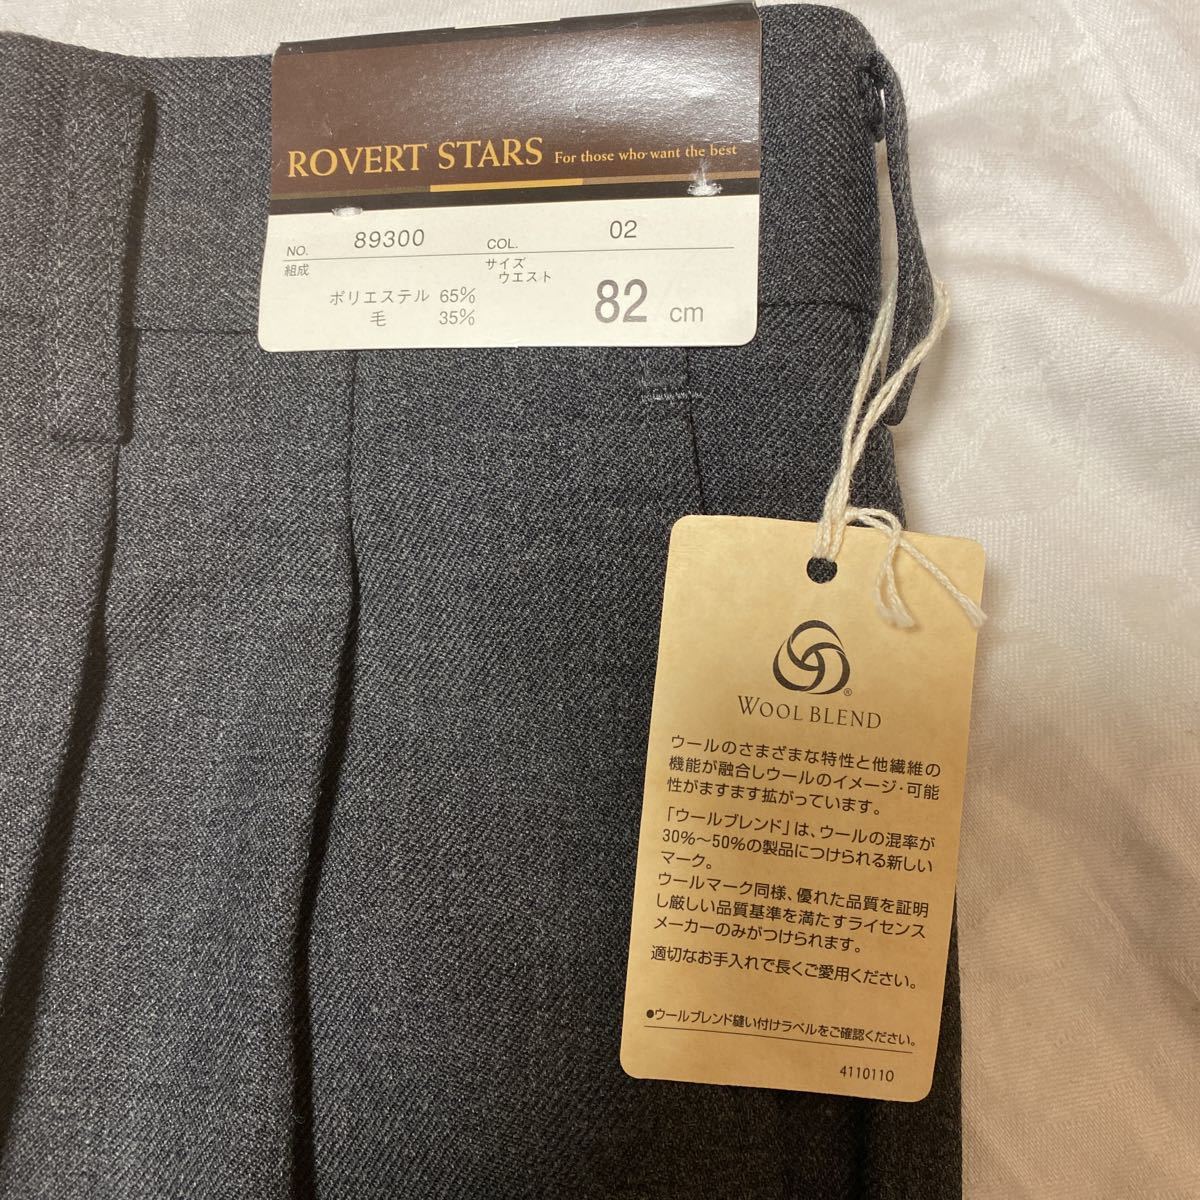 ROVERT STARS For those who want the best
NO. 89300 COL. 02
組成 サイズ
ウエスト 82 cm
ポリエステル 65%
毛 35%
®
WOOL BLEND
ウールのさまざまな特性と他繊維の
機能が融合しウールのイメージ・可能
性がますます拡がっています。
「ウールブレンド」は、ウールの混率が
30%～50%の製品につけられる新しい
マーク。
ウールマーク同様、優れた品質を証明
し厳しい品質基準を満たすライセンス
メーカーのみがつけられます。
適切なお手入れで長くご愛用ください。
●ウールブレンド縫い付けラベルをご確認ください。
4110110